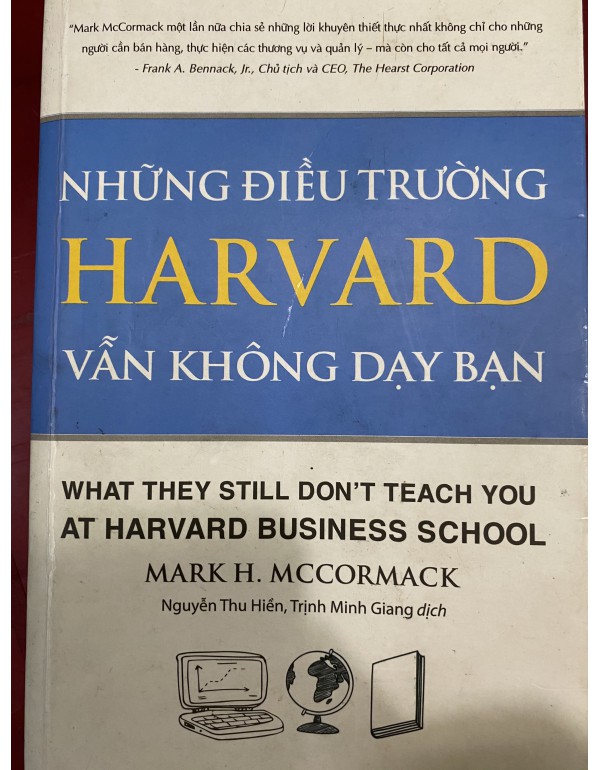 "Mark McCormack một lần nữa chia sẻ những lời khuyên thiết thực nhất không chỉ cho những
người cần bán hàng, thực hiện các thương vụ và quản lý – mà còn cho tất cả mọi người."
- Frank A. Bennack, Jr., Chủ tịch và CEO, The Hearst Corporation
NHỮNG ĐIỀU TRƯỜNG
HARVARD
VẪN KHÔNG DẠY BẠN
WHAT THEY STILL DON'T TEACH YOU
AT HARVARD BUSINESS SCHOOL
MARK H. MCCORMACK
Nguyễn Thu Hiền, Trịnh Minh Giang dịch